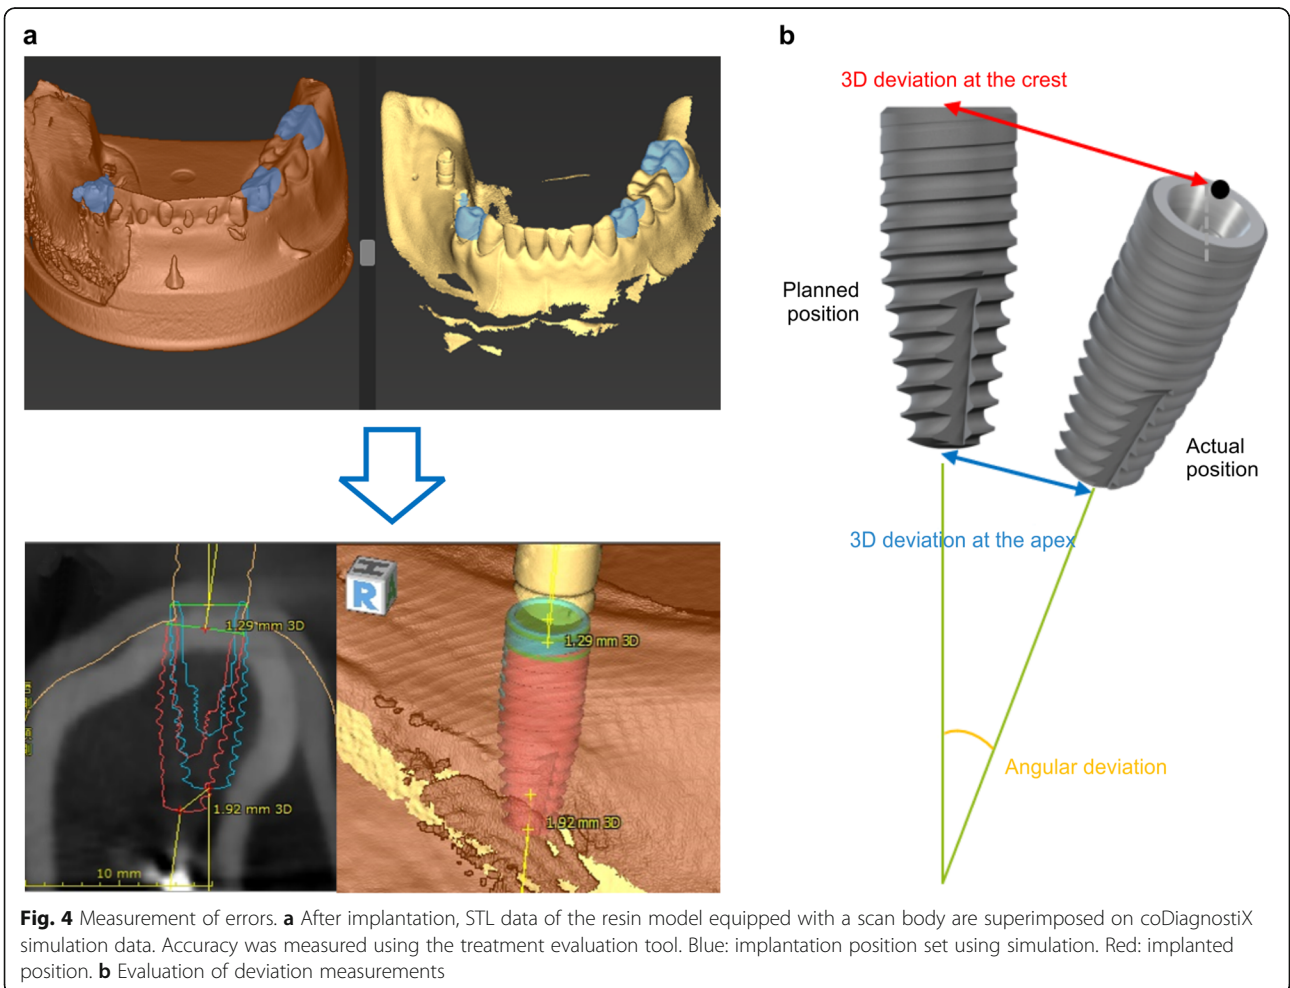 a
b
3D deviation at the crest
Planned
position
Actual
position
3D deviation at the apex
Angular deviation
1.29 mm 3D
1.92 mm 3D
10 mm
R
1.29 mm 3D
1.92 mm 3D
Fig. 4 Measurement of errors. a After implantation, STL data of the resin model equipped with a scan body are superimposed on coDiagnostiX
simulation data. Accuracy was measured using the treatment evaluation tool. Blue: implantation position set using simulation. Red: implanted
position. b Evaluation of deviation measurements